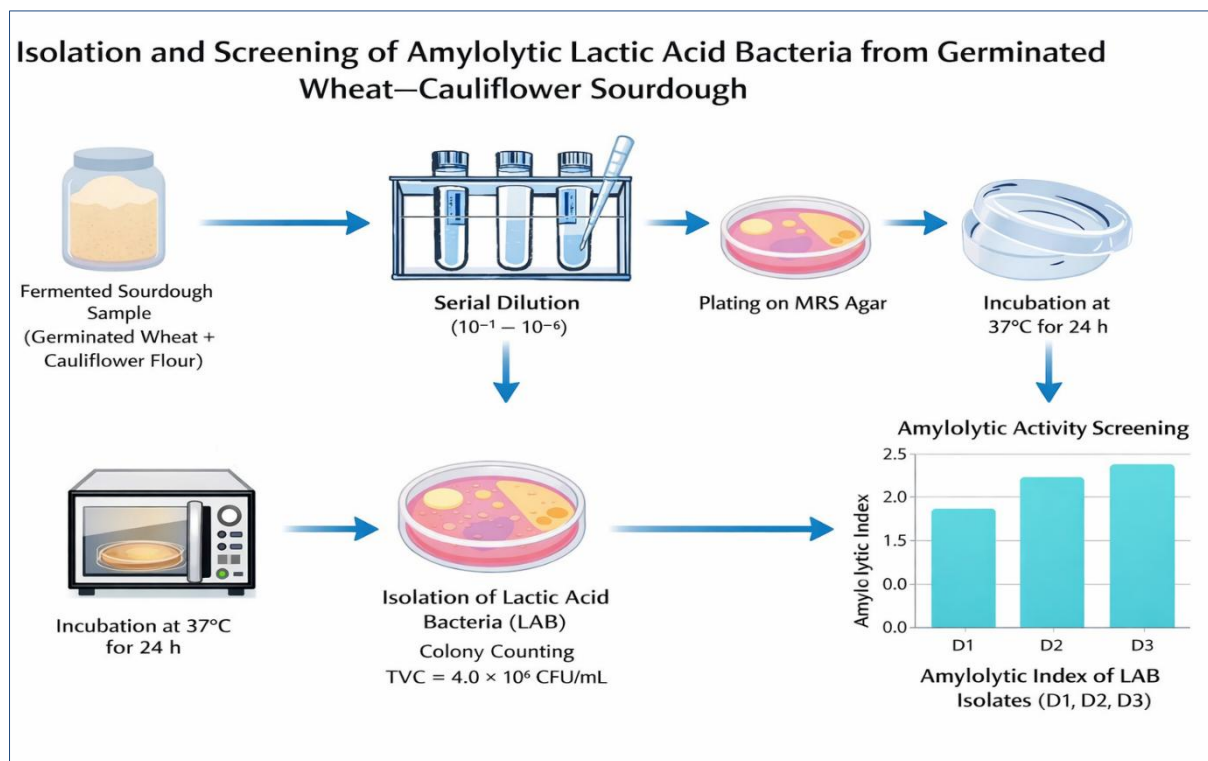 Isolation and Screening of Amylolytic Lactic Acid Bacteria from Germinated
Wheat—Cauliflower Sourdough
Fermented Sourdough
Sample
(Germinated Wheat +
Cauliflower Flour)
Serial Dilution
(10⁻¹ — 10⁻⁶)
Plating on MRS Agar
Incubation at
37°C for 24 h
Incubation at 37°C
for 24 h
Isolation of Lactic Acid
Bacteria (LAB)
Colony Counting
TVC = 4.0 × 10⁶ CFU/mL
Amylolytic Activity Screening
Amylolytic Index
2.5
2.0
1.5
0.0
0.0
D1 D2 D3
Amylolytic Index of LAB
Isolates (D1, D2, D3)